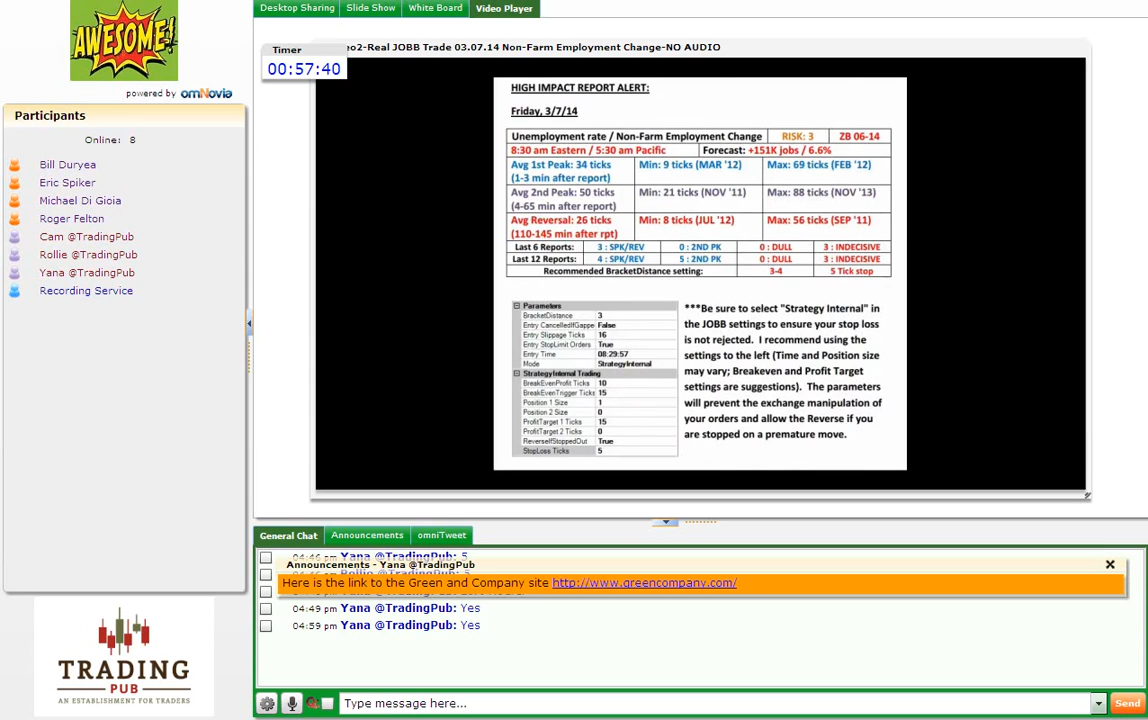 Desktop Sharing Slide Show White Board Video Player
AWESOME!
powered by omNovia
Participants
Online: 8
Bill Duryea
Eric Spiker
Michael Di Gioia
Roger Felton
Cam @TradingPub
Rollie @TradingPub
Yana @TradingPub
Recording Service
TRADING
PUB
AN ESTABLISHMENT FOR TRADERS
Timer
00:57:40
eo2-Real JOBB Trade 03.07.14 Non-Farm Employment Change-NO AUDIO
HIGH IMPACT REPORT ALERT:
Friday, 3/7/14
Unemployment rate / Non-Farm Employment Change RISK: 3 ZB 06-14
8:30 am Eastern / 5:30 am Pacific Forecast: +151K jobs / 6.6%
Avg 1st Peak: 34 ticks Min: 9 ticks (MAR '12) Max: 69 ticks (FEB '12)
(1-3 min after report)
Avg 2nd Peak: 50 ticks Min: 21 ticks (NOV '11) Max: 88 ticks (NOV '13)
(4-65 min after report)
Avg Reversal: 26 ticks Min: 8 ticks (JUL '12) Max: 56 ticks (SEP '11)
(110-145 min after rpt)
Last 6 Reports: 3 : SPK/REV 0 : 2ND PK 0 : DULL 3 : INDECISIVE
Last 12 Reports: 4 : SPK/REV 5 : 2ND PK 0 : DULL 3 : INDECISIVE
Recommended BracketDistance setting: 3-4 5 Tick stop
Parameters
BracketDistance 3
Entry CancelledIfGappe False
Entry Slippage Ticks 16
Entry StopLimit Orders True
Entry Time 08:29:57
Mode StrategyInternal
StrategyInternal Trading
BreakEvenProfit Ticks 10
BreakEvenTrigger Ticks 15
Position 1 Size 1
Position 2 Size 0
ProfitTarget 1 Ticks 15
ProfitTarget 2 Ticks 0
ReverseIfStoppedOut True
StopLoss Ticks 5
***Be sure to select "Strategy Internal" in
the JOBB settings to ensure your stop loss
is not rejected. I recommend using the
settings to the left (Time and Position size
may vary; Breakeven and Profit Target
settings are suggestions). The parameters
will prevent the exchange manipulation of
your orders and allow the Reverse if you
are stopped on a premature move.
General Chat Announcements omniTweet
04:46 pm Yana @TradingPub: 5
Announcements - Yana @TradingPub
Here is the link to the Green and Company site http://www.greencompany.com/
04:49 pm Yana @TradingPub: Yes
04:59 pm Yana @TradingPub: Yes
Type message here...
Send